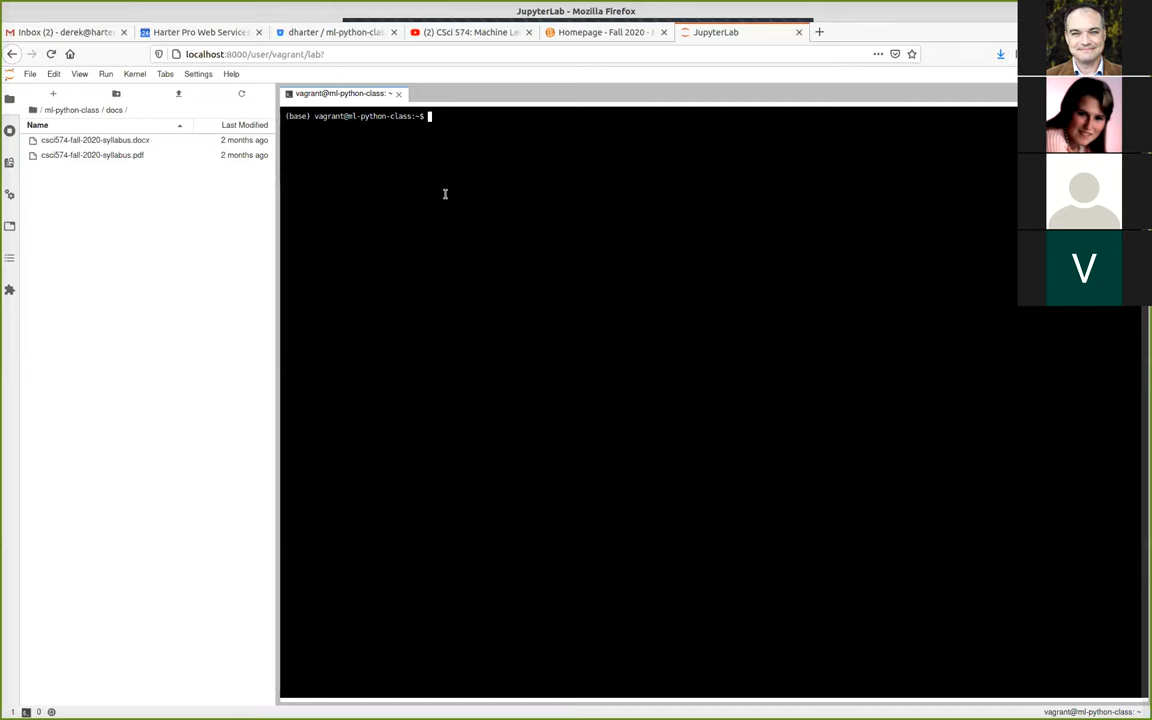 JupyterLab - Mozilla Firefox
Inbox (2) - derek@harter
Harter Pro Web Services
dharter / ml-python-clas
(2) CSci 574: Machine Le
Homepage - Fall 2020 -
JupyterLab
localhost:8000/user/vagrant/lab?
File Edit View Run Kernel Tabs Settings Help
vagrant@ml-python-class: ~
/ ml-python-class / docs /
(base) vagrant@ml-python-class:~$
Name Last Modified
csci574-fall-2020-syllabus.docx 2 months ago
csci574-fall-2020-syllabus.pdf 2 months ago
V
1 0 vagrant@ml-python-class: ~